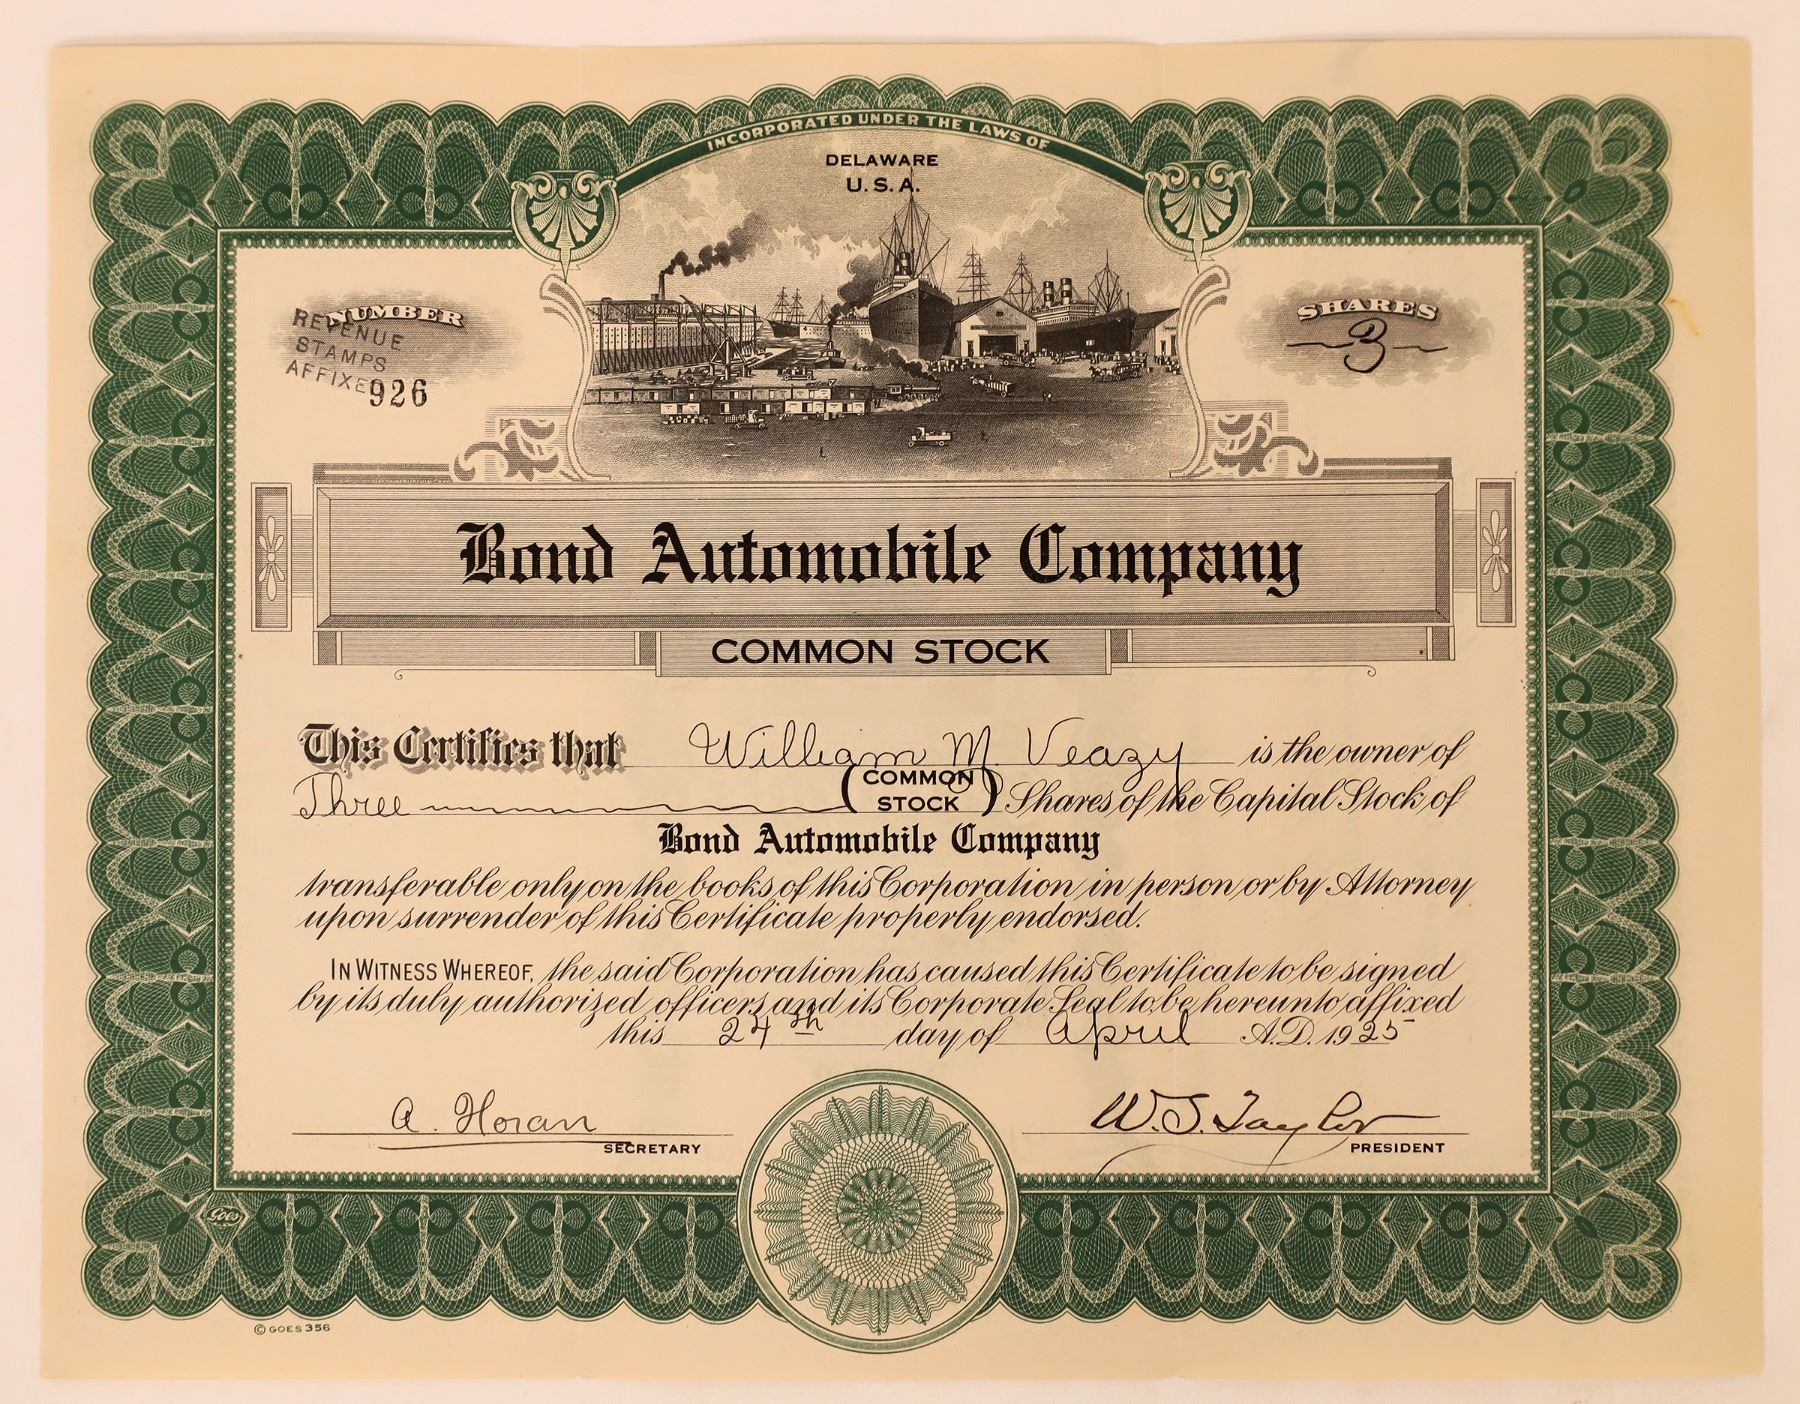 INCORPORATED UNDER THE LAWS OF
DELAWARE
U.S.A.
NUMBER
REVENUE
STAMPS
AFFIXED
926
SHARES
3
Bond Automobile Company
COMMON STOCK
This Certifies that William M. Veazy is the owner of
Three (COMMON STOCK) Shares of the Capital Stock of
Bond Automobile Company
transferable only on the books of this Corporation in person or by Attorney
upon surrender of this Certificate properly endorsed.
IN WITNESS WHEREOF, the said Corporation has caused this Certificate to be signed
by its duly authorized officers and its Corporate Seal to be hereunto affixed
this 24th day of April A.D. 1925
A. Horan
SECRETARY
W.S. Taylor
PRESIDENT
Goes
© GOES 356